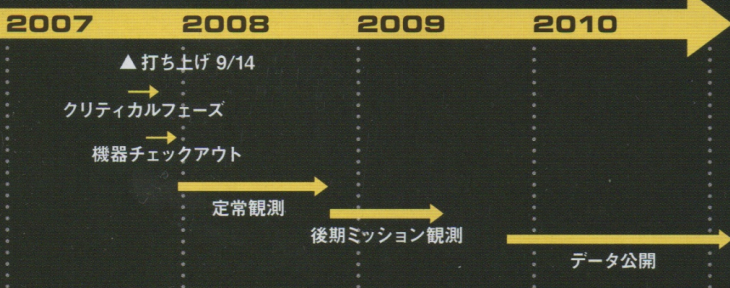 2007 2008 2009 2010
▲打ち上げ 9/14
クリティカルフェーズ
機器チェックアウト
定常観測
後期ミッション観測
データ公開